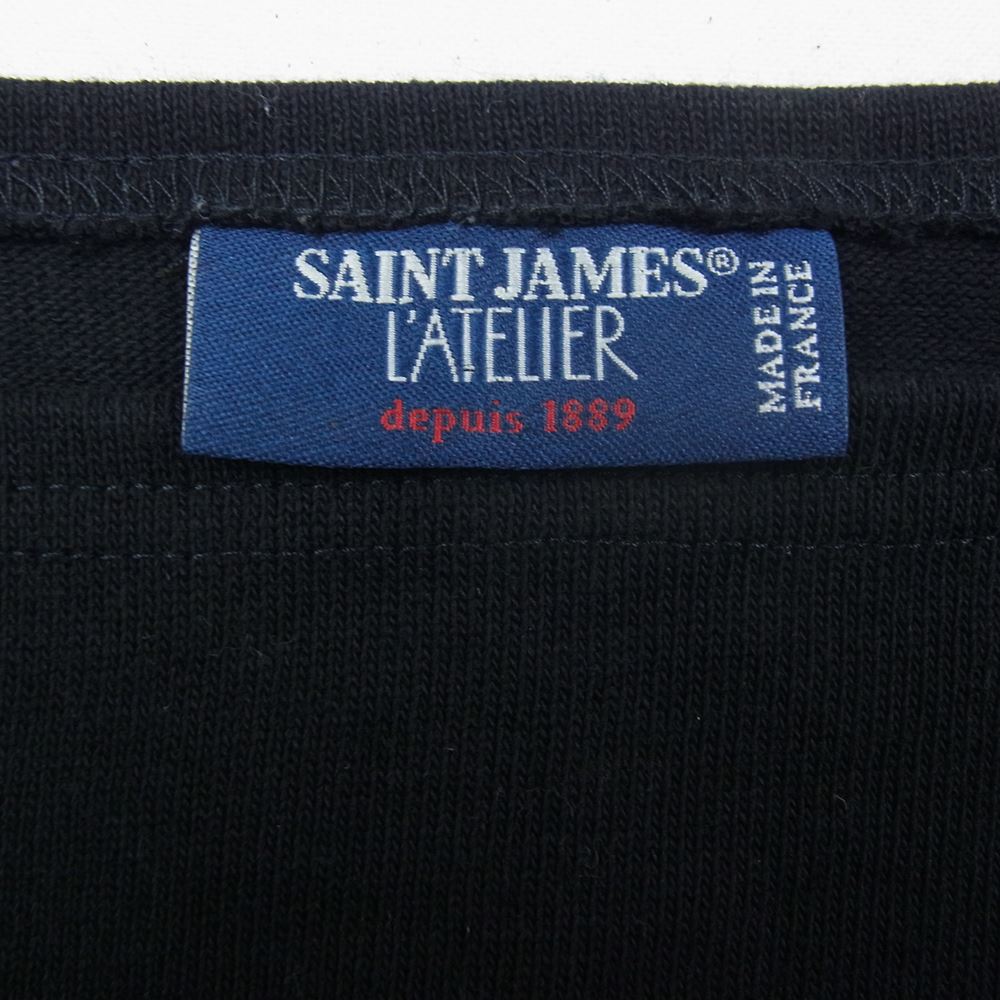 SAINT JAMES®
L'ATELIER
depuis 1889
MADE IN
FRANCE